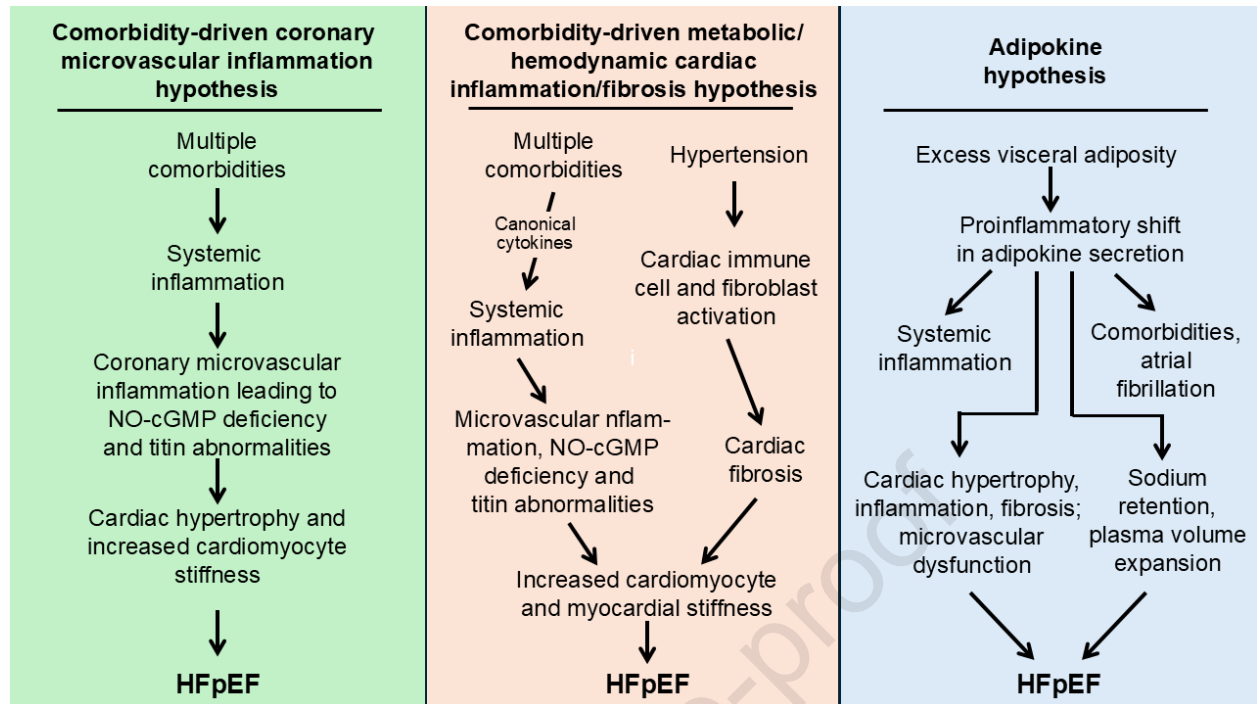 Comorbidity-driven coronary
microvascular inflammation
hypothesis
Multiple
comorbidities
Systemic
inflammation
Coronary microvascular
inflammation leading to
NO-cGMP deficiency
and titin abnormalities
Cardiac hypertrophy and
increased cardiomyocyte
stiffness
HFpEF
Comorbidity-driven metabolic/
hemodynamic cardiac
inflammation/fibrosis hypothesis
Multiple
comorbidities
Canonical
cytokines
Systemic
inflammation
Microvascular nflam-
mation, NO-cGMP
deficiency and
titin abnormalities
Hypertension
Cardiac immune
cell and fibroblast
activation
i
Cardiac
fibrosis
Increased cardiomyocyte
and myocardial stiffness
HFpEF
Adipokine
hypothesis
Excess visceral adiposity
Proinflammatory shift
in adipokine secretion
Systemic
inflammation
Comorbidities,
atrial
fibrillation
Cardiac hypertrophy,
inflammation, fibrosis;
microvascular
dysfunction
Sodium
retention,
plasma volume
expansion
HFpEF
-proof